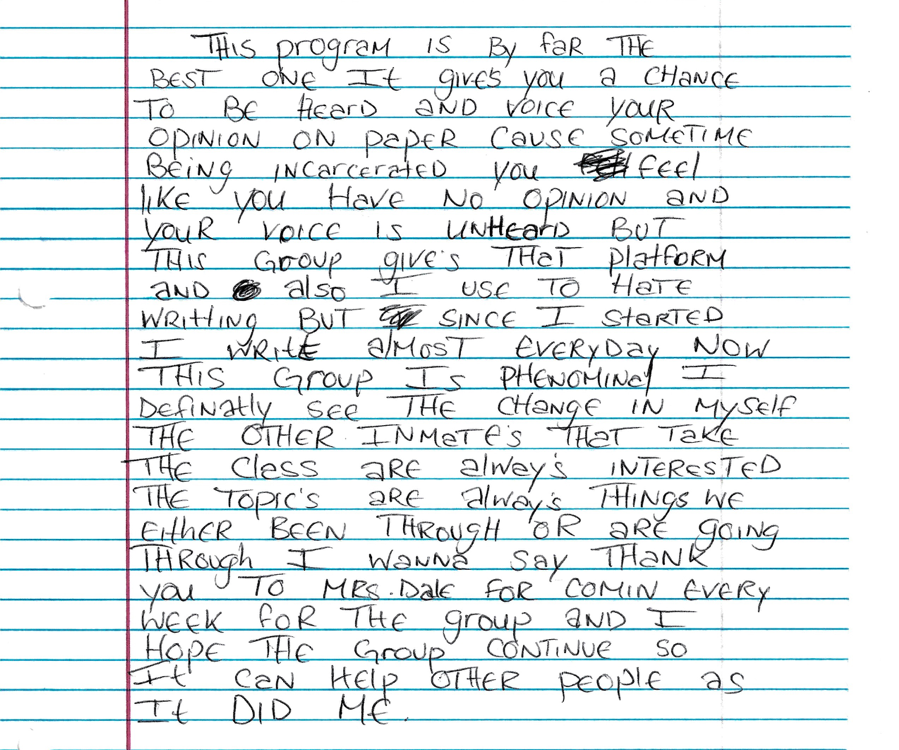 THIS program IS By far THE
BEST ONE It give's you a CHANCE
TO BE HearD AND VOICE your
OPINION ON paper CAUSE SOMETIME
BEING INCarcerateD you feel
lIKE you HAVE NO OPINION AND
YOUR VOICE IS UNHearD BUT
THIS Group give's THAT platform
AND also I USE TO HATE
WRITTING BUT SINCE I StarTED
I WRITE almOST EVERYDay NOW
THIS Group Is PHENOMINal I
DefiNatly SEE THE CHANGE IN MySElf
THE OTHER INMATE's THAT TAKE
THE Class ARE alway's INTERESTED
THE TOPIC's ARE alway's THINGS WE
EITHER BEEN THROUGH OR ARE gOING
THROUGH I WANNA say THANK
you TO MRS. Dale FOR COMIN EVERY
WEEK FOR THE group AND I
HOPE THE Group CONTINUE SO
It CAN HELP OTHER peoplE as
It DID ME.